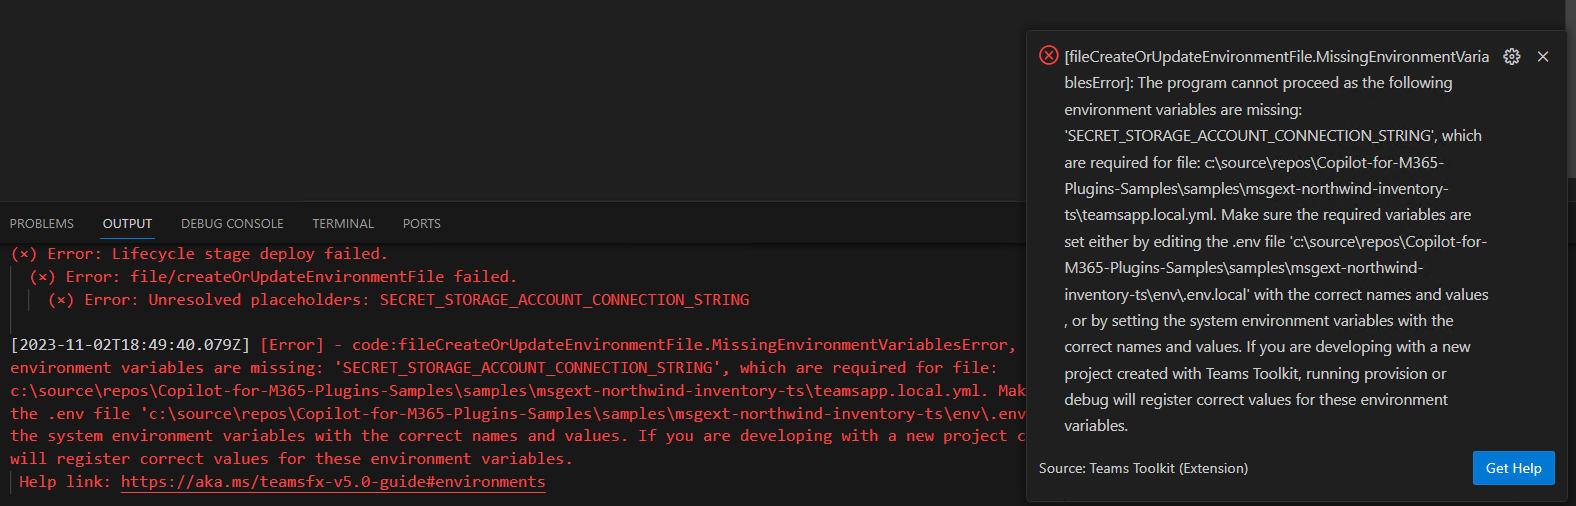 PROBLEMS OUTPUT DEBUG CONSOLE TERMINAL PORTS
(×) Error: Lifecycle stage deploy failed.
(×) Error: file/createOrUpdateEnvironmentFile failed.
(×) Error: Unresolved placeholders: SECRET_STORAGE_ACCOUNT_CONNECTION_STRING
[2023-11-02T18:49:40.079Z] [Error] - code:fileCreateOrUpdateEnvironmentFile.MissingEnvironmentVariablesError,
environment variables are missing: 'SECRET_STORAGE_ACCOUNT_CONNECTION_STRING', which are required for file:
c:\source\repos\Copilot-for-M365-Plugins-Samples\samples\msgext-northwind-inventory-ts\teamsapp.local.yml. Mak
the .env file 'c:\source\repos\Copilot-for-M365-Plugins-Samples\samples\msgext-northwind-inventory-ts\env\.env
the system environment variables with the correct names and values. If you are developing with a new project c
will register correct values for these environment variables.
Help link: https://aka.ms/teamsfx-v5.0-guide#environments
[fileCreateOrUpdateEnvironmentFile.MissingEnvironmentVaria
blesError]: The program cannot proceed as the following
environment variables are missing:
'SECRET_STORAGE_ACCOUNT_CONNECTION_STRING', which
are required for file: c:\source\repos\Copilot-for-M365-
Plugins-Samples\samples\msgext-northwind-inventory-
ts\teamsapp.local.yml. Make sure the required variables are
set either by editing the .env file 'c:\source\repos\Copilot-for-
M365-Plugins-Samples\samples\msgext-northwind-
inventory-ts\env\.env.local' with the correct names and values
, or by setting the system environment variables with the
correct names and values. If you are developing with a new
project created with Teams Toolkit, running provision or
debug will register correct values for these environment
variables.
Source: Teams Toolkit (Extension)
Get Help